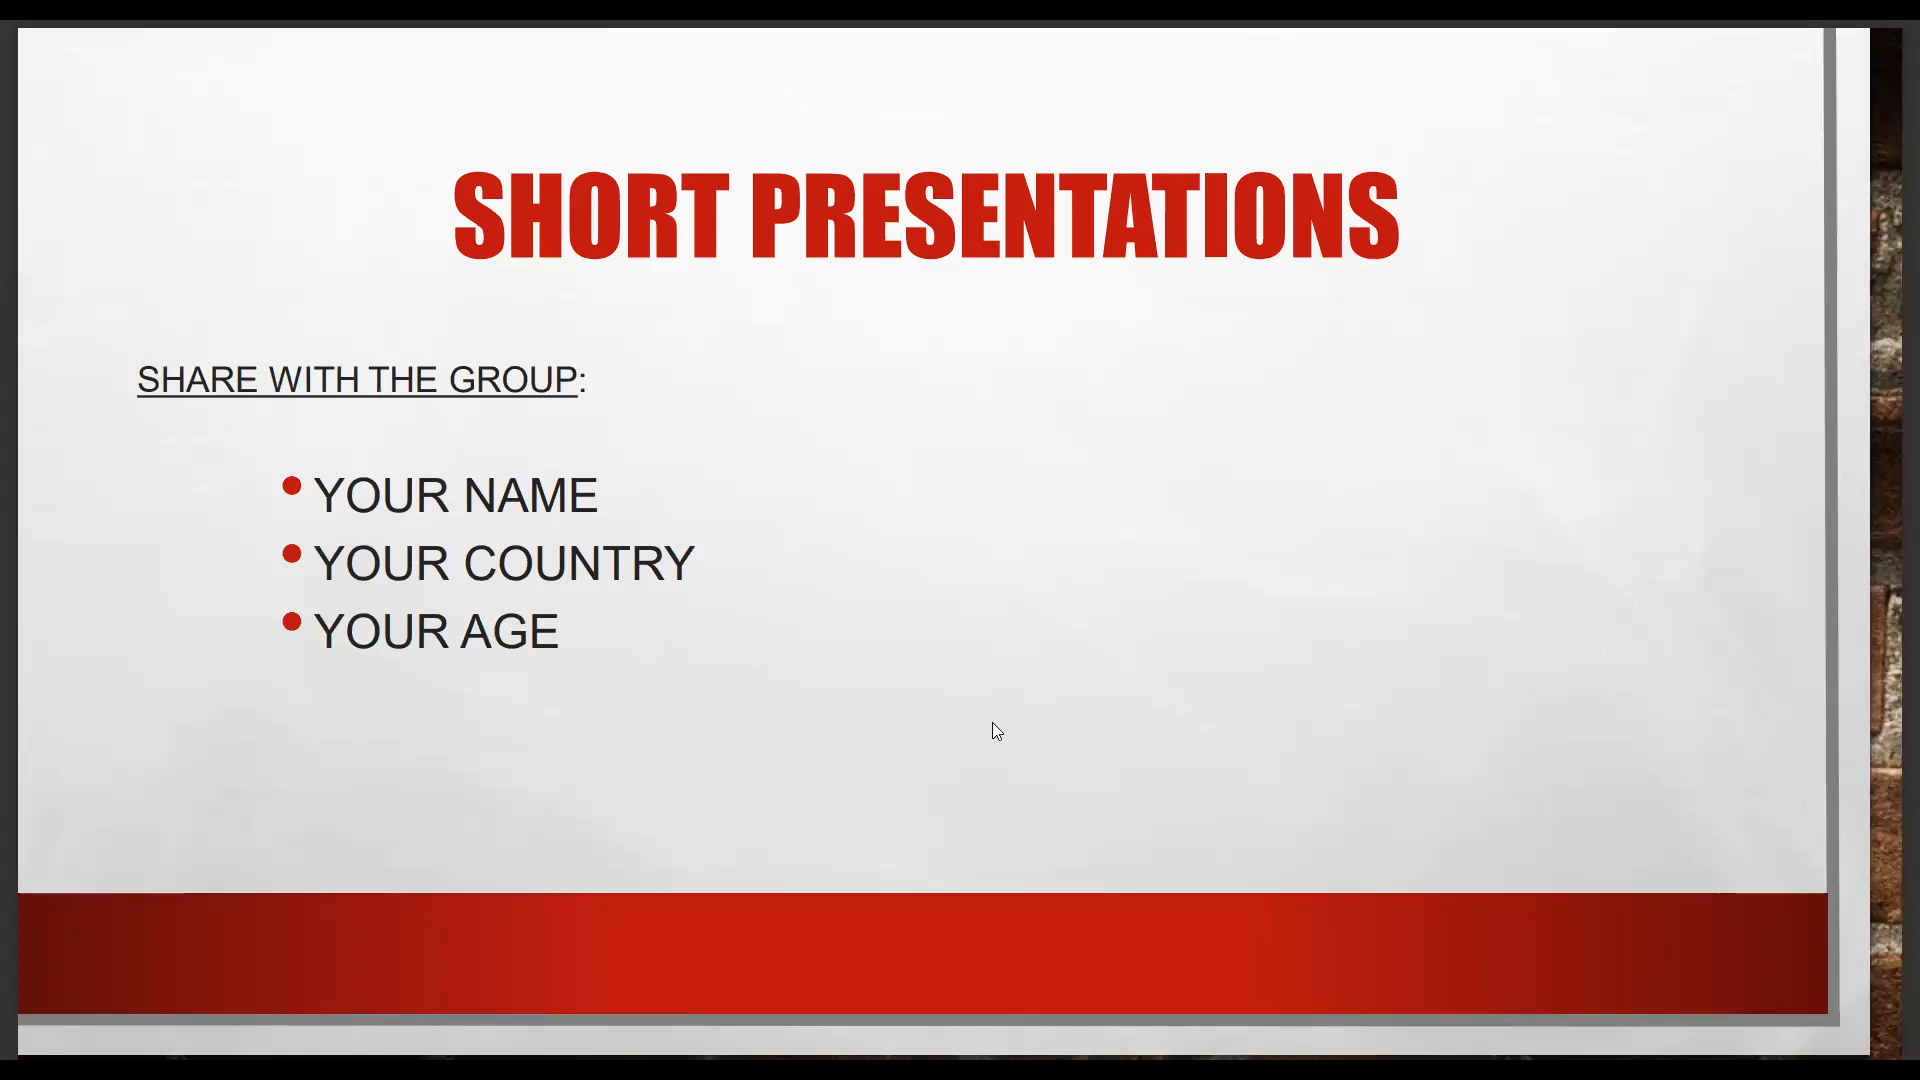 SHORT PRESENTATIONS
SHARE WITH THE GROUP:
• YOUR NAME
• YOUR COUNTRY
• YOUR AGE